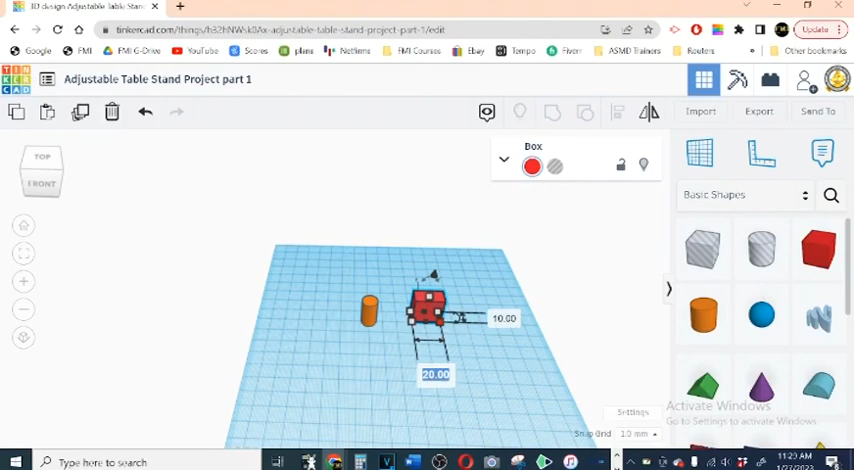 3D design Adjustable Table Stand
tinkercad.com/things/h32hNWsk0Ax-adjustable-table-stand-project-part-1/edit
Update
Google FMI FMI G-Drive YouTube Scores plans Netfirms FMI Courses Ebay Tempo Fiverr ASMD Trainers Routers Other bookmarks
TIN
KER
CAD
Adjustable Table Stand Project part 1
Import Export Send To
Box
TOP
FRONT
Basic Shapes
10.00
20.00
Settings
Activate Windows
Go to Settings to activate Windows.
Snap Grid 1.0 mm
Type here to search
11:29 AM
1/27/2023